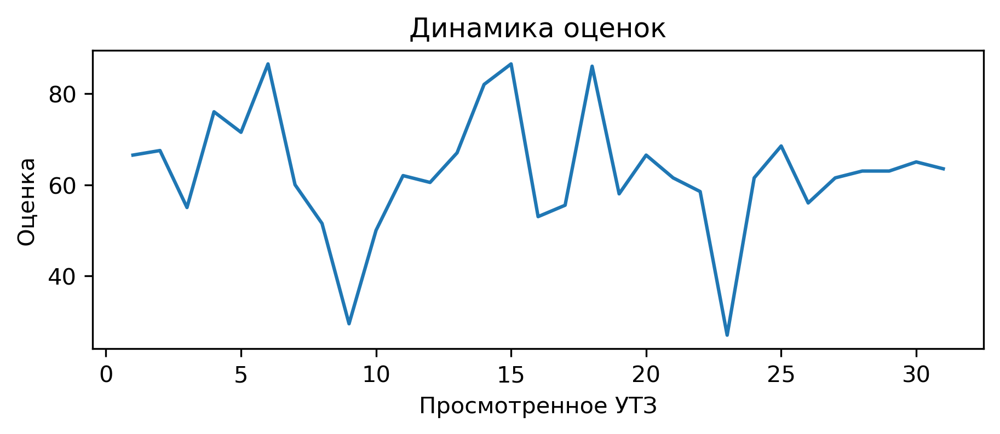 Динамика оценок
Оценка
80
60
40
0 5 10 15 20 25 30
Просмотренное УТЗ